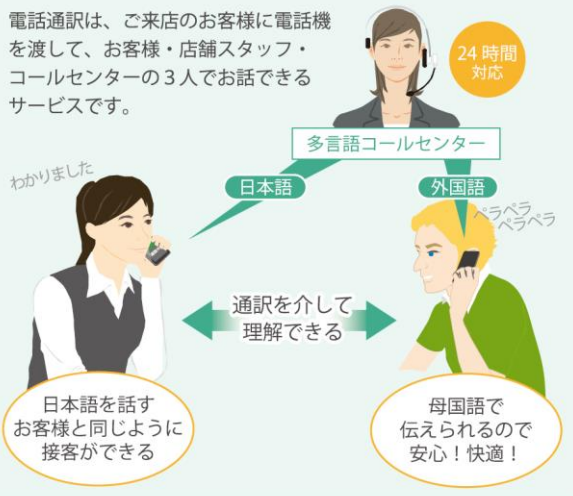 電話通訳は、ご来店のお客様に電話機
を渡して、お客様・店舗スタッフ・
コールセンターの3人でお話できる
サービスです。
24時間
対応
多言語コールセンター
日本語
外国語
わかりました
ペラペラ
ペラペラ
通訳を介して
理解できる
日本語を話す
お客様と同じように
接客ができる
母国語で
伝えられるので
安心！快適！